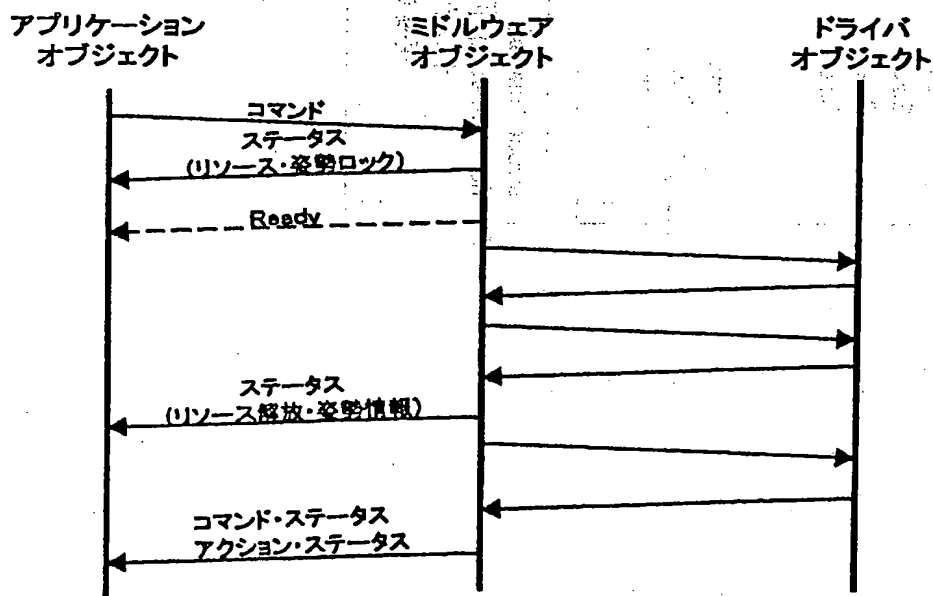 アプリケーション
オブジェクト
ミドルウェア
オブジェクト
ドライバ
オブジェクト
コマンド
ステータス
(リソース・姿勢ロック)
Ready
ステータス
(リソース解放・姿勢情報)
コマンド・ステータス
アクション・ステータス